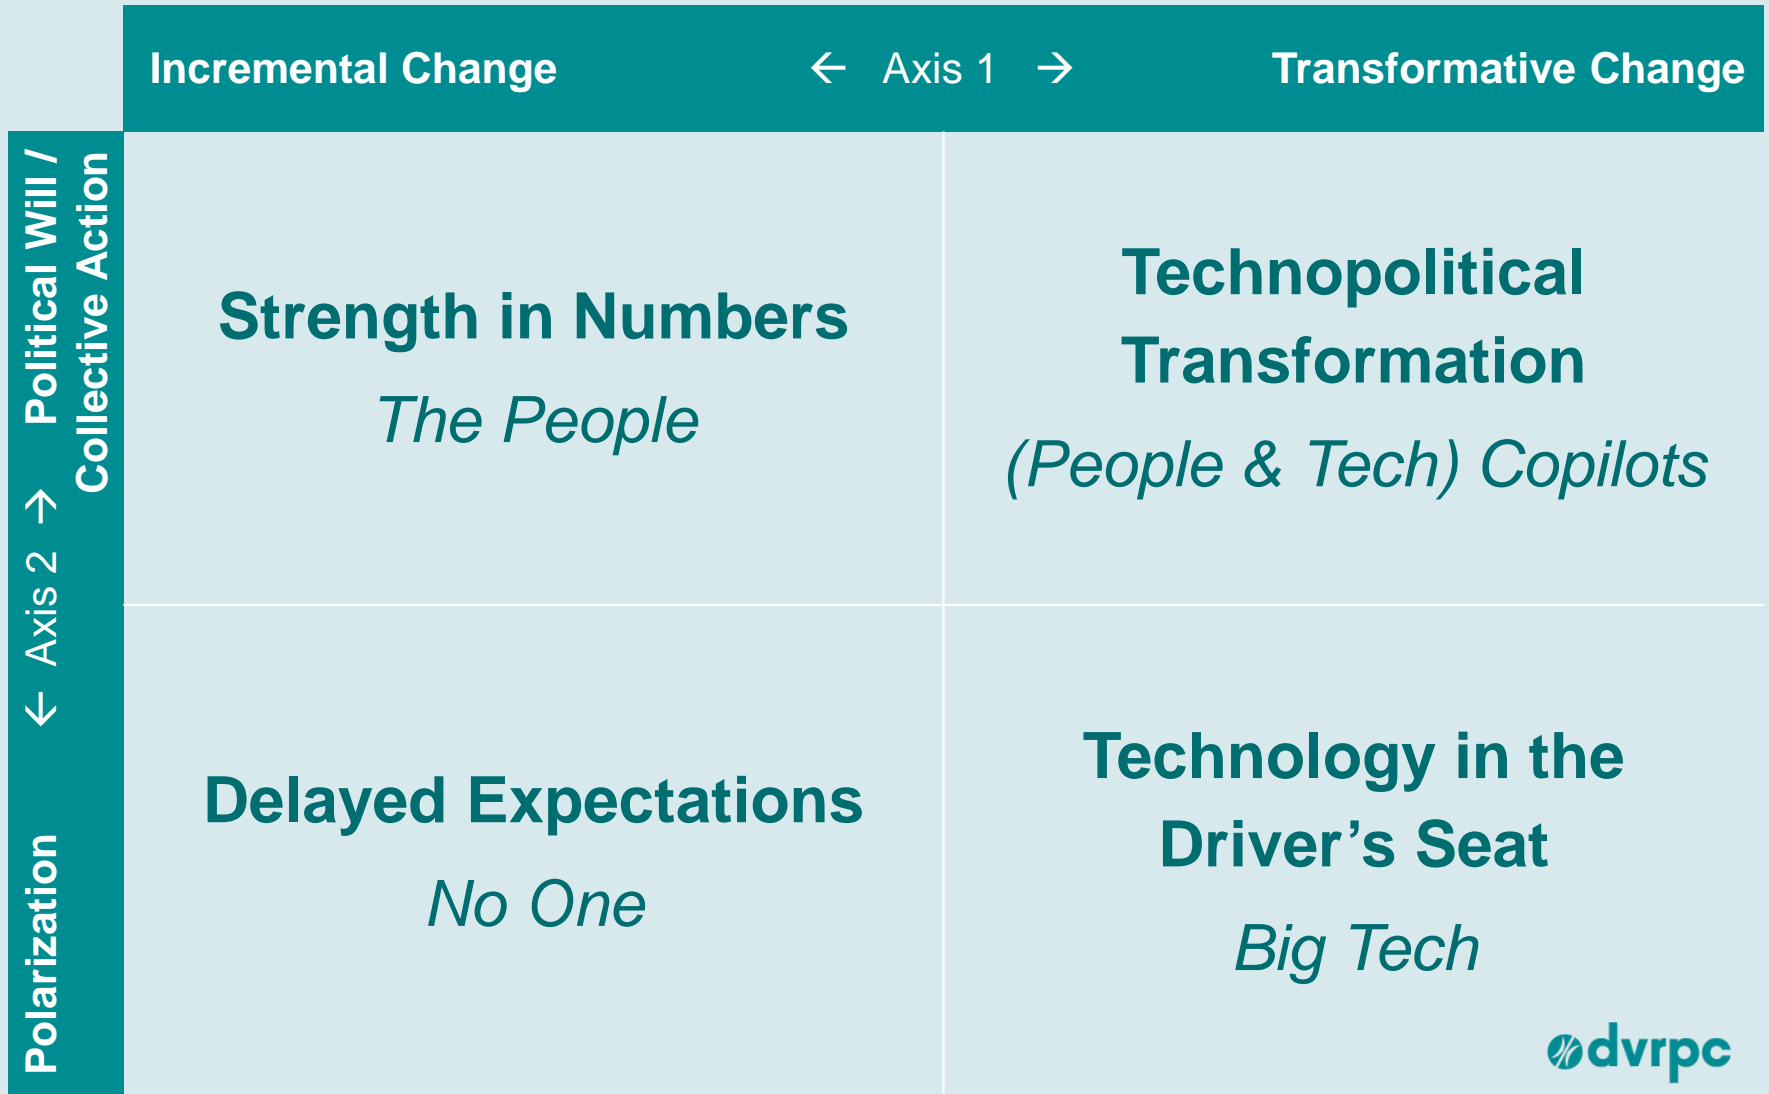 Incremental Change ← Axis 1 → Transformative Change
Polarization ← Axis 2 → Political Will /
Collective Action
Strength in Numbers
The People
Technopolitical
Transformation
(People & Tech) Copilots
Delayed Expectations
No One
Technology in the
Driver’s Seat
Big Tech
dvrpc